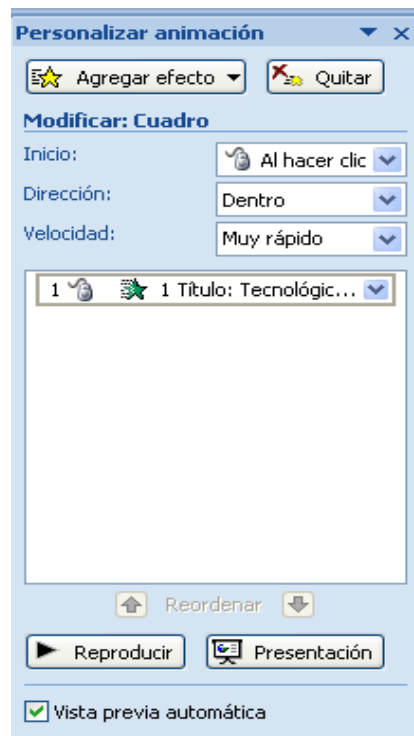 Personalizar animación
Agregar efecto
Quitar
Modificar: Cuadro
Inicio: Al hacer clic
Dirección: Dentro
Velocidad: Muy rápido
1 1 Título: Tecnológic...
Reordenar
Reproducir
Presentación
Vista previa automática